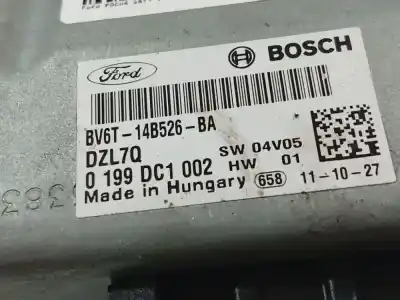 Ford
BOSCH
BV6T-14B526-BA
DZL7Q
SW 04V05
0 199 DC1 002
HW 01
Made in Hungary
658
11-10-27